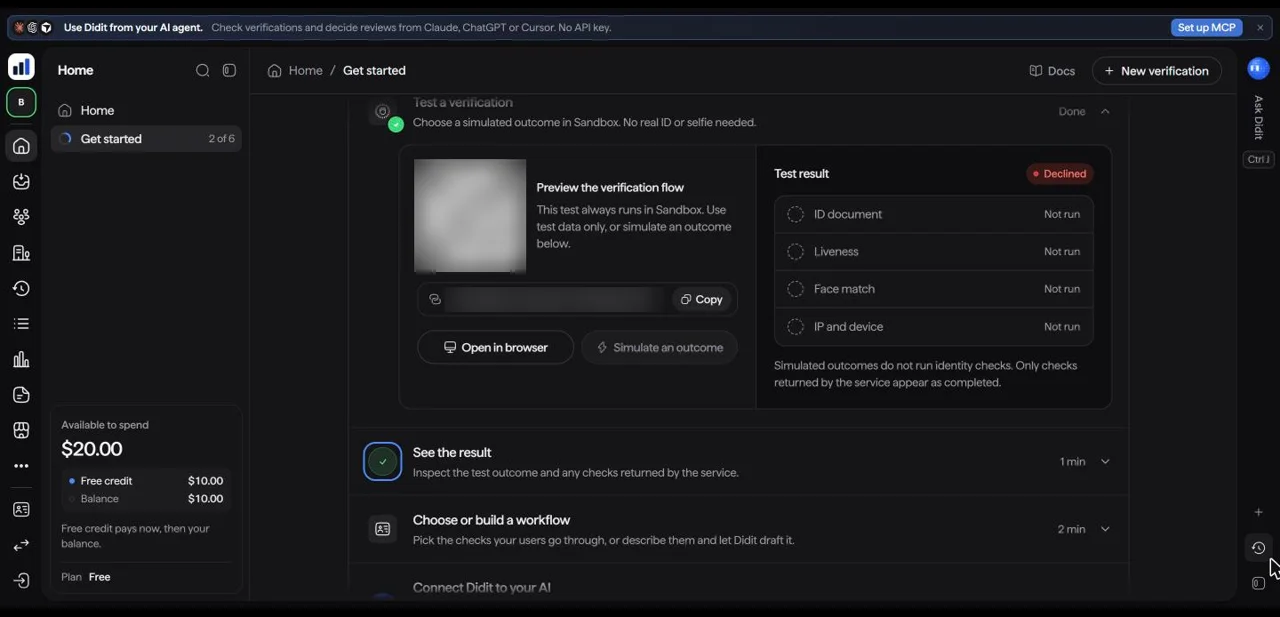 Use Didit from your AI agent. Check verifications and decide reviews from Claude, ChatGPT or Cursor. No API key.
Set up MCP
Home
Home / Get started
Docs
+ New verification
B
Home
Get started 2 of 6
Ask Didit
Ctrl J
Test a verification
Choose a simulated outcome in Sandbox. No real ID or selfie needed.
Done
Preview the verification flow
This test always runs in Sandbox. Use
test data only, or simulate an outcome
below.
Copy
Open in browser
Simulate an outcome
Test result
Declined
ID document Not run
Liveness Not run
Face match Not run
IP and device Not run
Simulated outcomes do not run identity checks. Only checks
returned by the service appear as completed.
See the result
Inspect the test outcome and any checks returned by the service.
1 min
Choose or build a workflow
Pick the checks your users go through, or describe them and let Didit draft it.
2 min
Connect Didit to your AI
Available to spend
$20.00
Free credit $10.00
Balance $10.00
Free credit pays now, then your
balance.
Plan Free